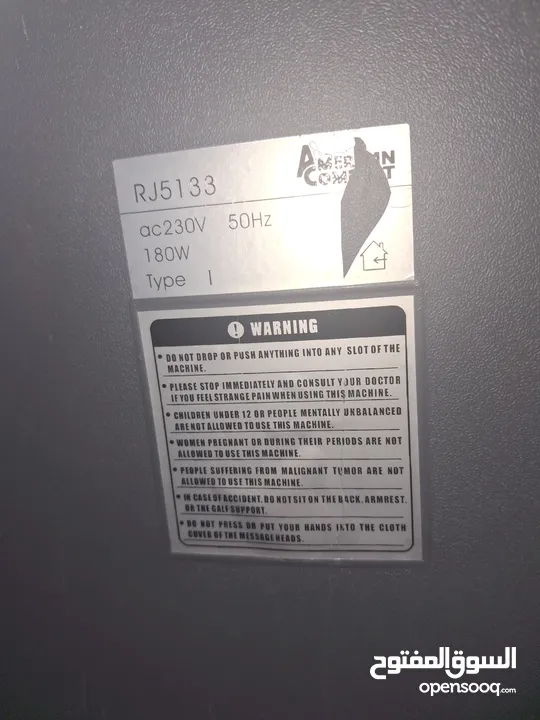 RJ5133
ac230V 50Hz
180W
Type I
! WARNING
• DO NOT DROP OR PUSH ANYTHING INTO ANY SLOT OF THE
MACHINE.
• PLEASE STOP IMMEDIATELY AND CONSULT YOUR DOCTOR
IF YOU FEEL STRANGE PAIN WHEN USING THIS MACHINE.
• CHILDREN UNDER 12 OR PEOPLE MENTALLY UNBALANCED
ARE NOT ALLOWED TO USE THIS MACHINE.
• WOMEN PREGNANT OR DURING THEIR PERIODS ARE NOT
ALLOWED TO USE THIS MACHINE.
• PEOPLE SUFFERING FROM MALIGNANT TUMOR ARE NOT
ALLOWED TO USE THIS MACHINE.
• IN CASE OF ACCIDENT, DO NOT SIT ON THE BACK, ARMREST,
OR THE CALF SUPPORT.
• DO NOT PRESS OR PUT YOUR HANDS INTO THE CLOTH
COVER OF THE MESSAGE HEADS.
السوق المفتوح
opensooq.com